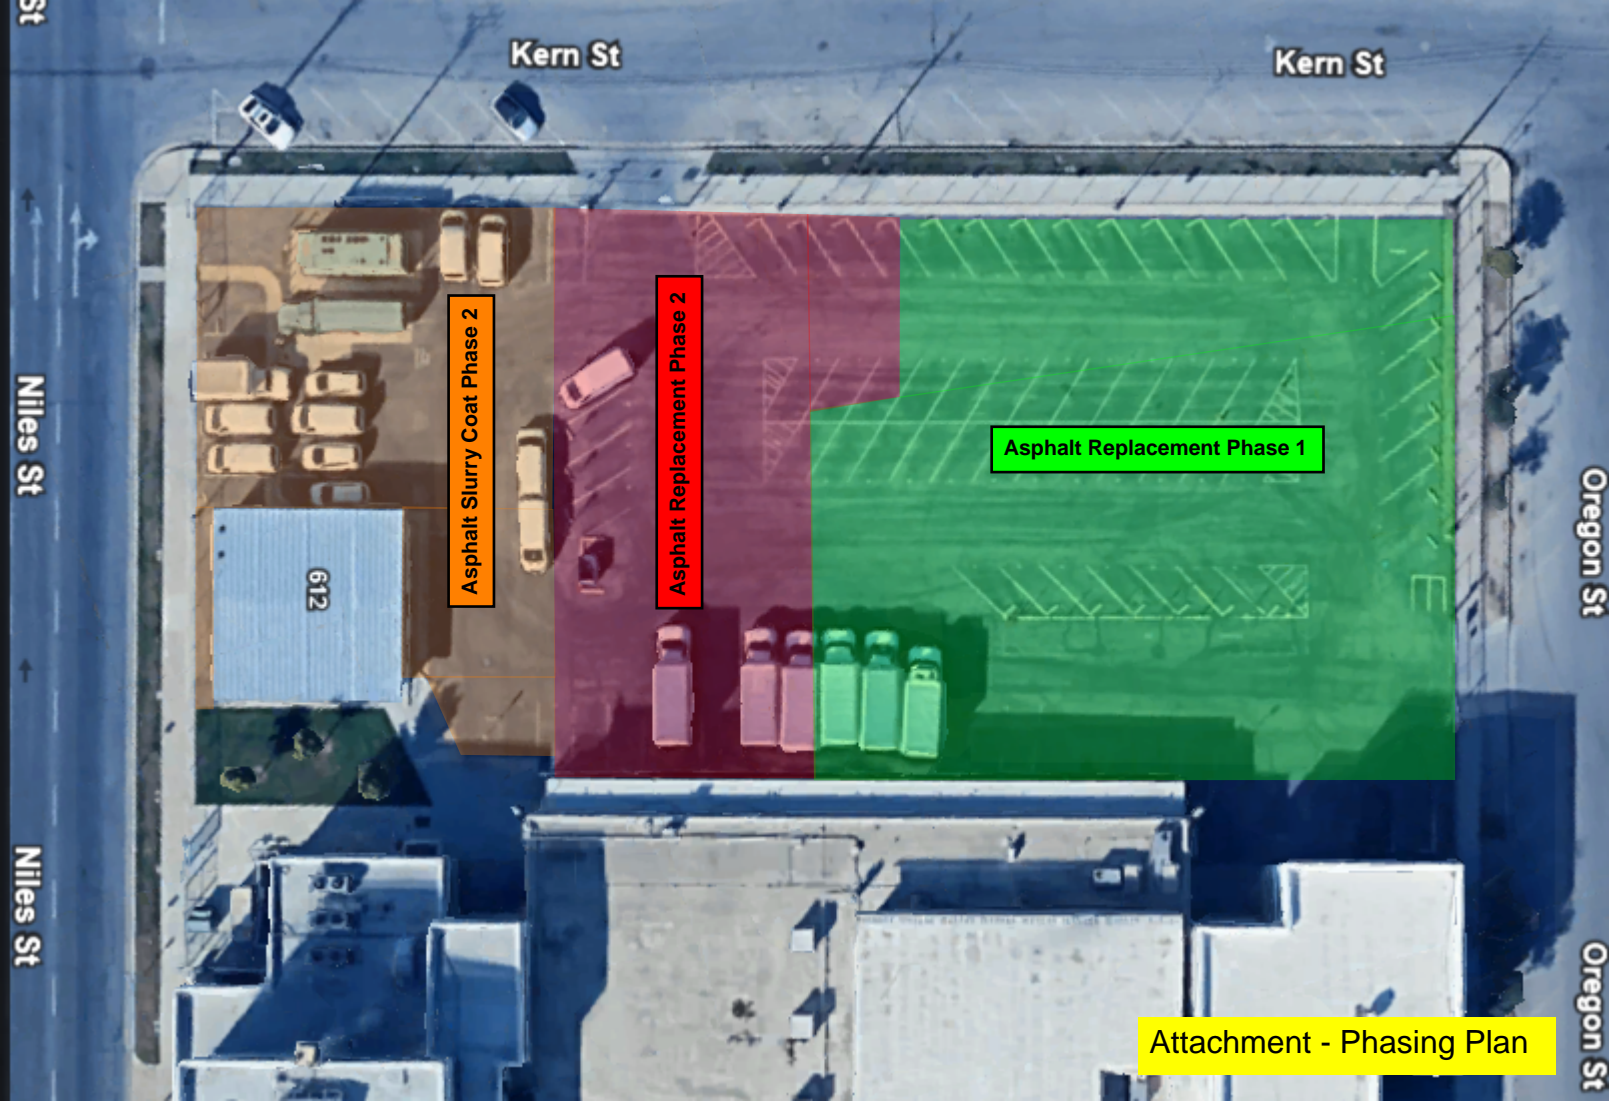 St
Kern St
Kern St
Niles St
Asphalt Slurry Coat Phase 2
Asphalt Replacement Phase 2
Asphalt Replacement Phase 1
612
Oregon St
Niles St
Oregon St
Attachment - Phasing Plan